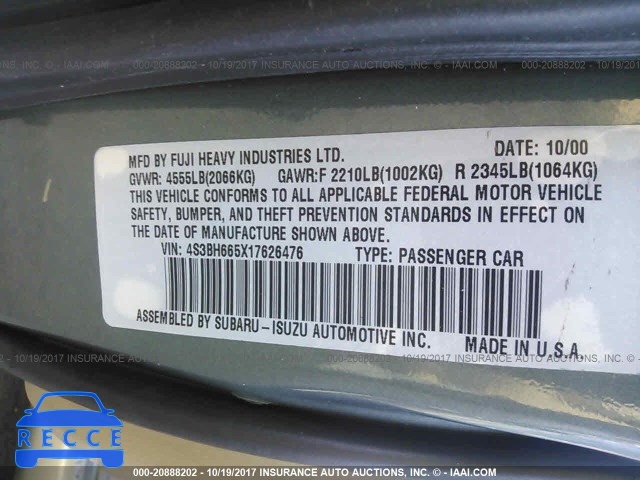 000-20888202 - 10/19/2017 INSURANCE AUTO AUCTIONS - IAAI.COM
MFD BY FUJI HEAVY INDUSTRIES LTD. DATE: 10/00
GVWR: 4555LB(2066KG) GAWR:F 2210LB(1002KG) R 2345LB(1064KG)
THIS VEHICLE CONFORMS TO ALL APPLICABLE FEDERAL MOTOR VEHICLE
SAFETY, BUMPER, AND THEFT PREVENTION STANDARDS IN EFFECT ON
THE DATE OF MANUFACTURE SHOWN ABOVE.
VIN: 4S3BH665X17626476 TYPE: PASSENGER CAR
ASSEMBLED BY SUBARU-ISUZU AUTOMOTIVE INC. MADE IN U.S.A.
RECCE
000-20888202 - 10/19/2017 INSURANCE AUTO AUCTIONS - IAAI.COM